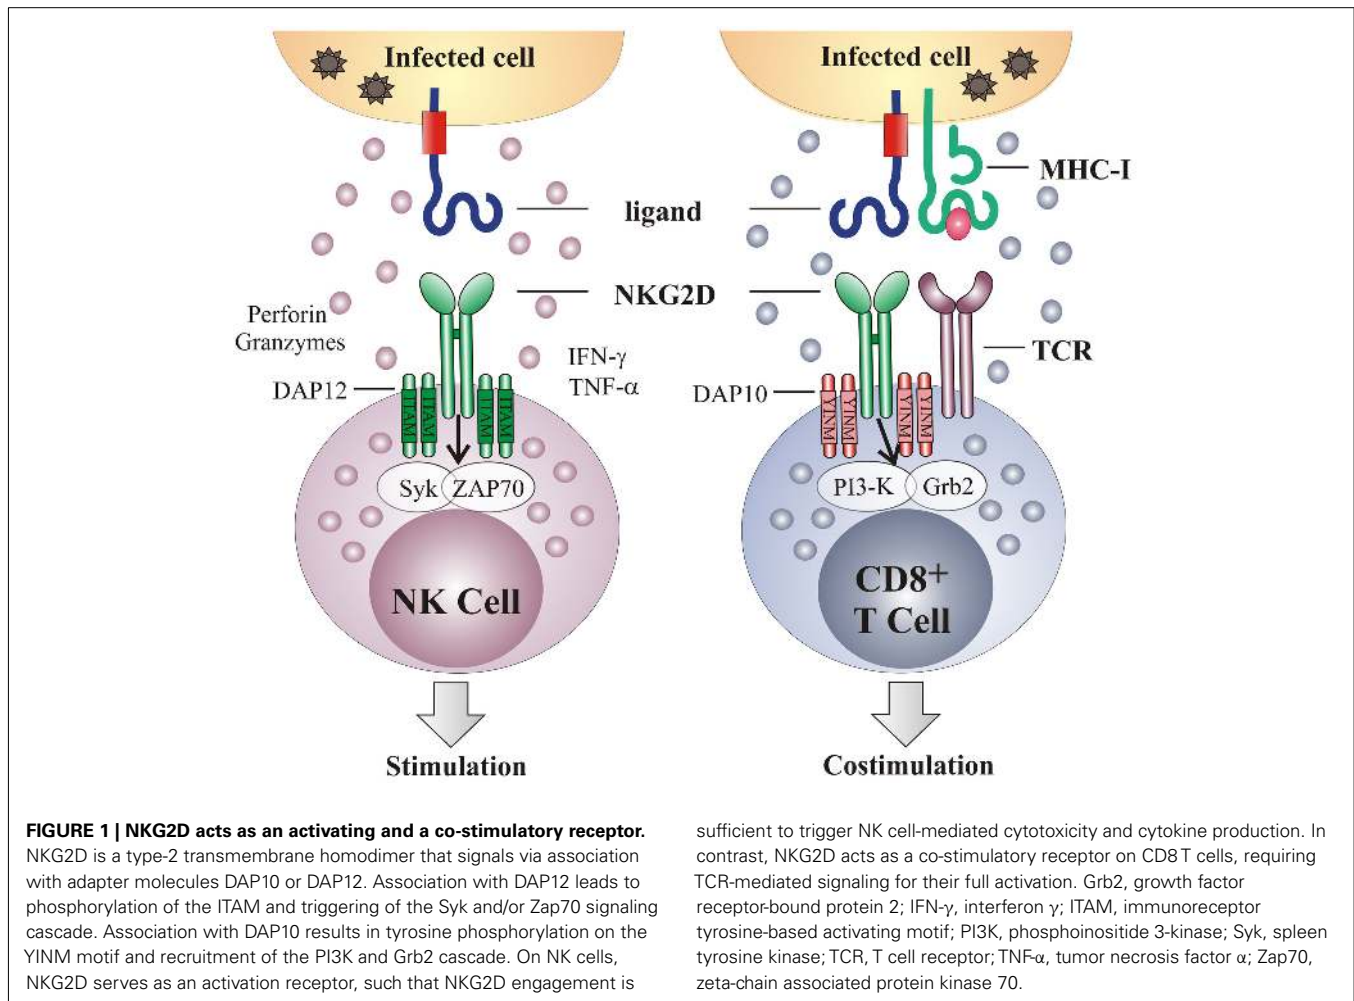 Infected cell
Infected cell
MHC-I
ligand
NKG2D
Perforin
Granzymes
IFN-γ
TNF-α
TCR
DAP12
DAP10
ITAM
ITAM
ITAM
ITAM
YINM
YINM
YINM
YINM
Syk
ZAP70
PI3-K
Grb2
NK Cell
CD8+
T Cell
Stimulation
Costimulation
FIGURE 1 | NKG2D acts as an activating and a co-stimulatory receptor.
NKG2D is a type-2 transmembrane homodimer that signals via association
with adapter molecules DAP10 or DAP12. Association with DAP12 leads to
phosphorylation of the ITAM and triggering of the Syk and/or Zap70 signaling
cascade. Association with DAP10 results in tyrosine phosphorylation on the
YINM motif and recruitment of the PI3K and Grb2 cascade. On NK cells,
NKG2D serves as an activation receptor, such that NKG2D engagement is
sufficient to trigger NK cell-mediated cytotoxicity and cytokine production. In
contrast, NKG2D acts as a co-stimulatory receptor on CD8 T cells, requiring
TCR-mediated signaling for their full activation. Grb2, growth factor
receptor-bound protein 2; IFN-γ, interferon γ; ITAM, immunoreceptor
tyrosine-based activating motif; PI3K, phosphoinositide 3-kinase; Syk, spleen
tyrosine kinase; TCR, T cell receptor; TNF-α, tumor necrosis factor α; Zap70,
zeta-chain associated protein kinase 70.